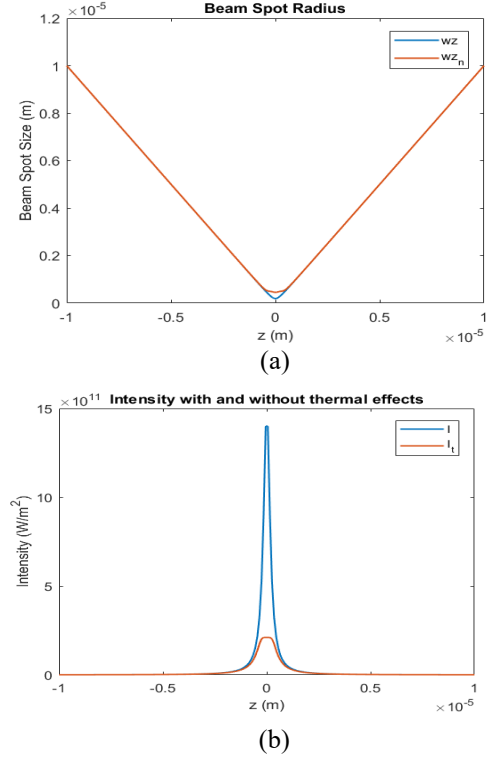 Beam Spot Radius
× 10⁻⁵
1.2
1
0.8
0.6
0.4
0.2
0
Beam Spot Size (m)
wz
wzₙ
-1
-0.5
0
0.5
1
z (m)
× 10⁻⁵
(a)
Intensity with and without thermal effects
× 10¹¹
15
10
5
0
Intensity (W/m²)
I
Iₜ
-1
-0.5
0
0.5
1
z (m)
× 10⁻⁵
(b)